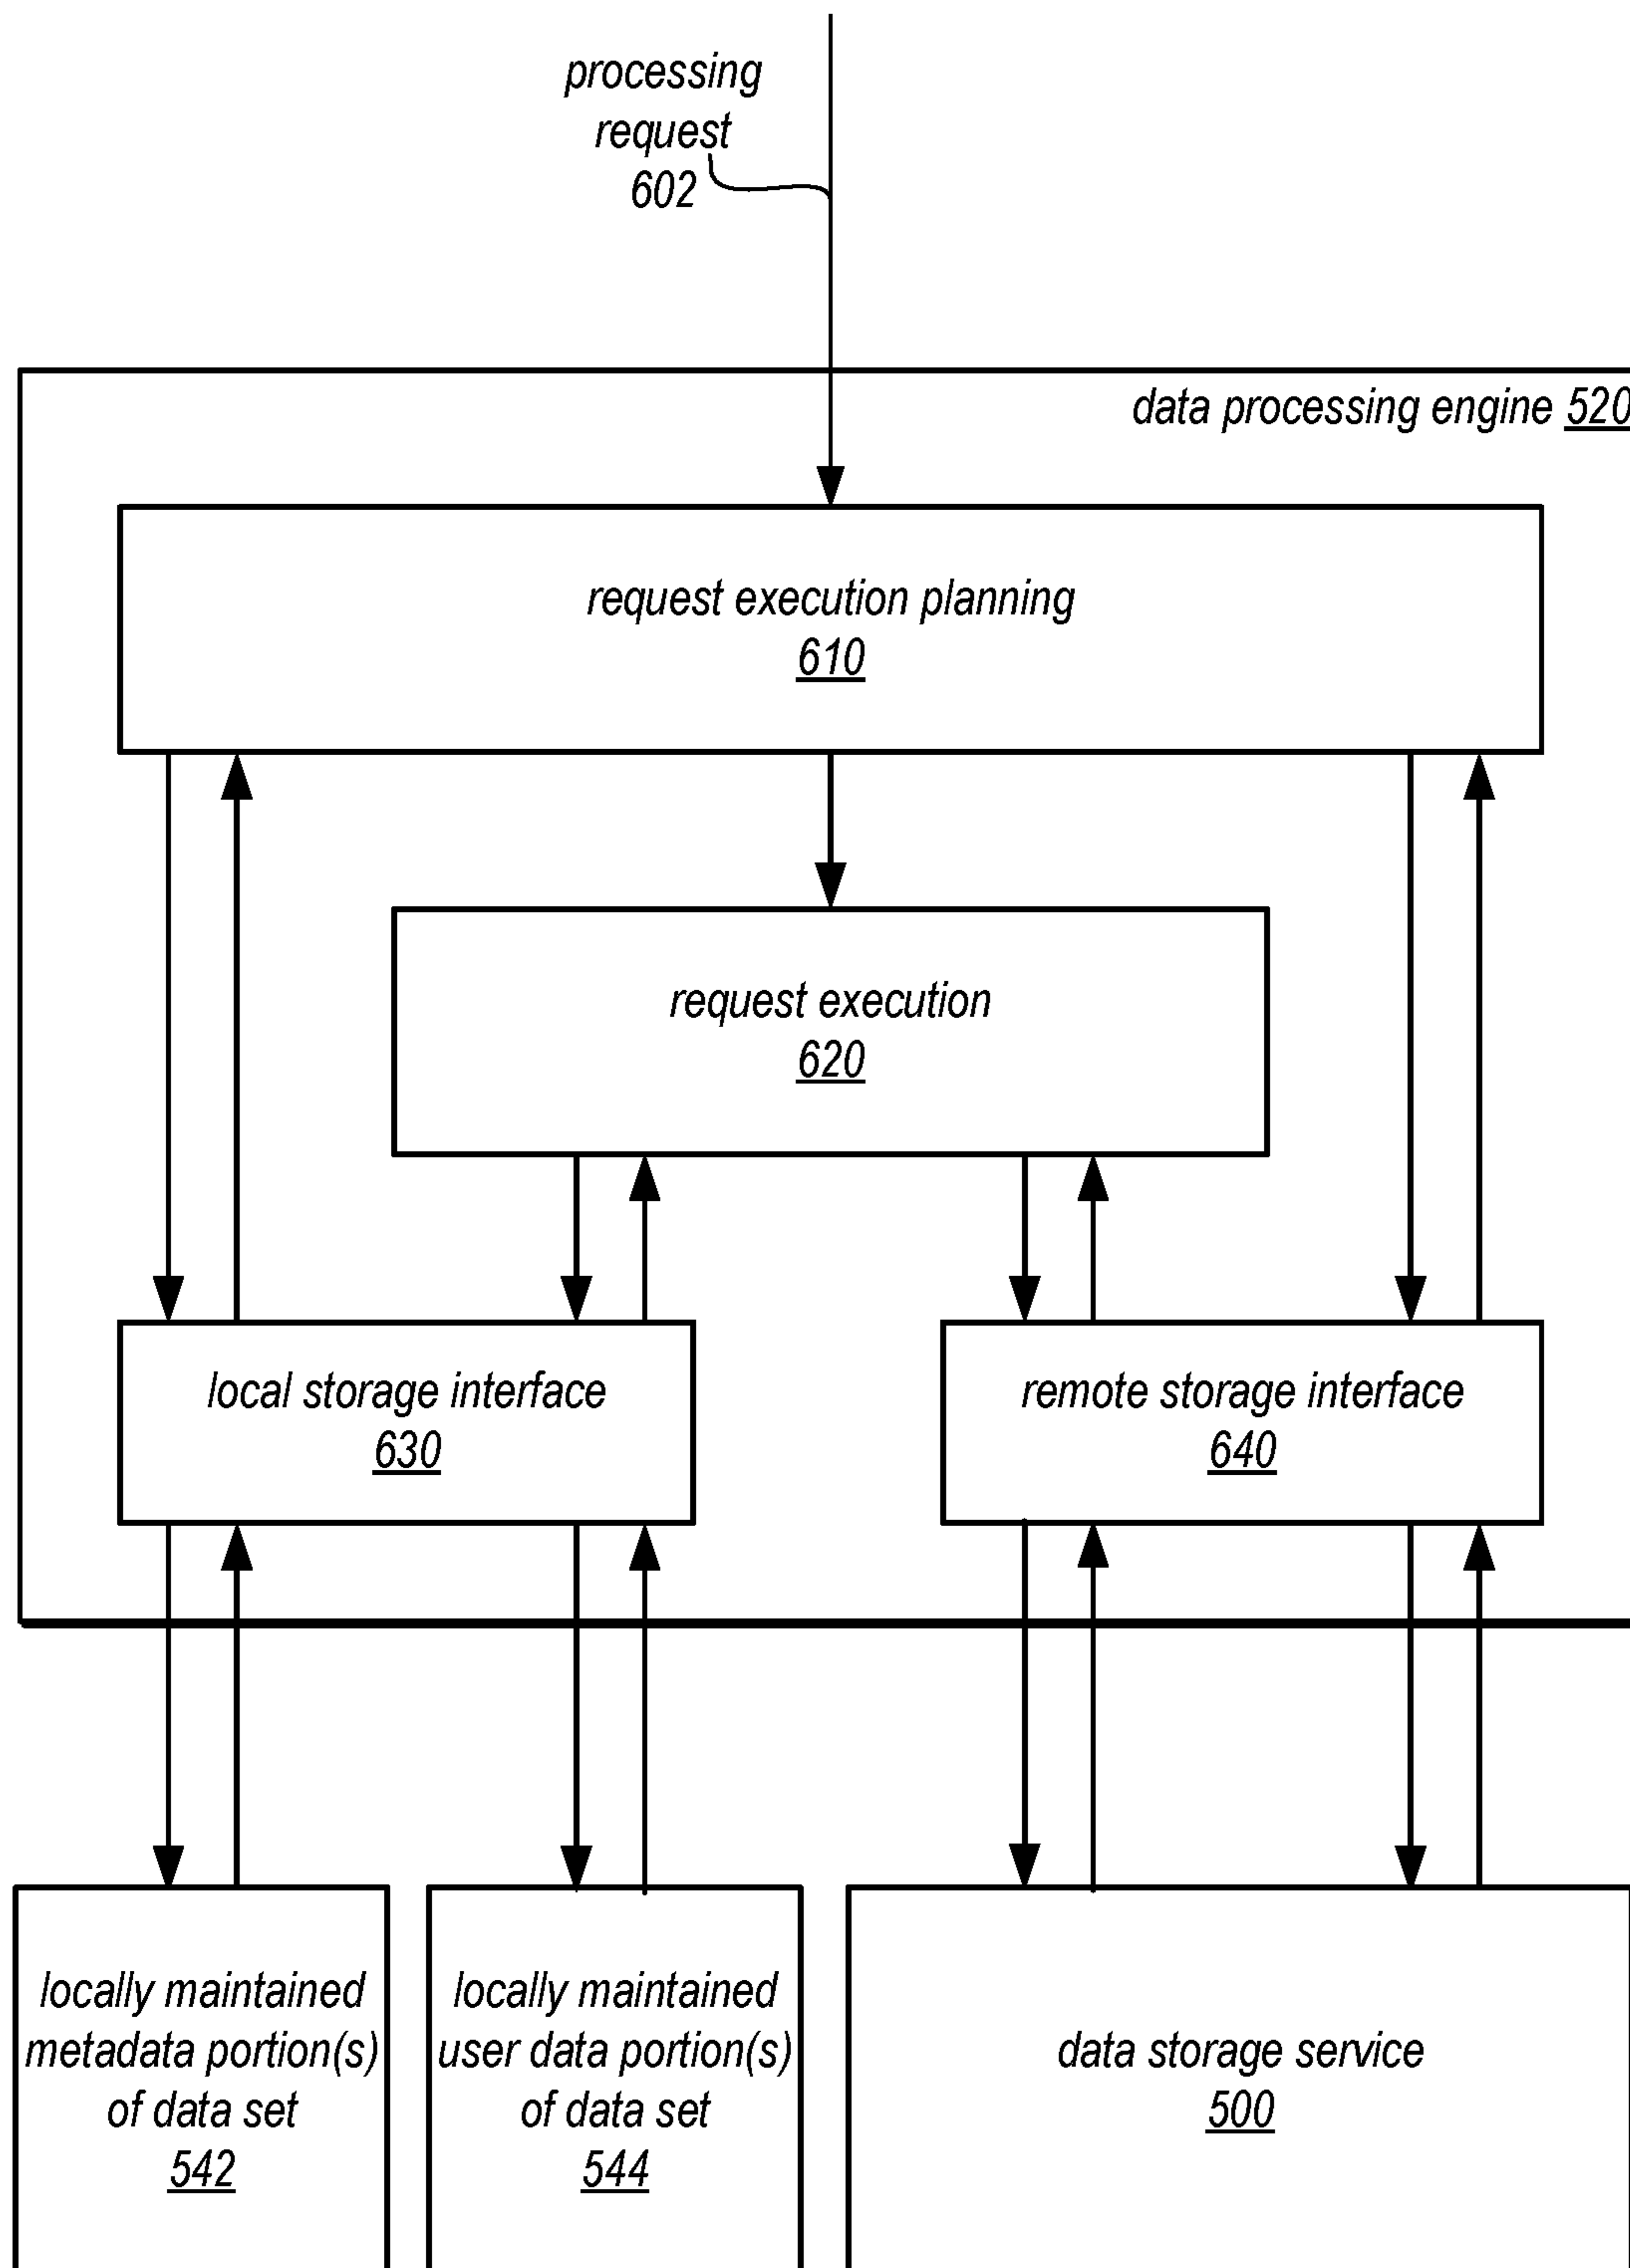 processing
request
602
data processing engine 520
request execution planning
610
request execution
620
local storage interface
630
remote storage interface
640
locally maintained
metadata portion(s)
of data set
542
locally maintained
user data portion(s)
of data set
544
data storage service
500